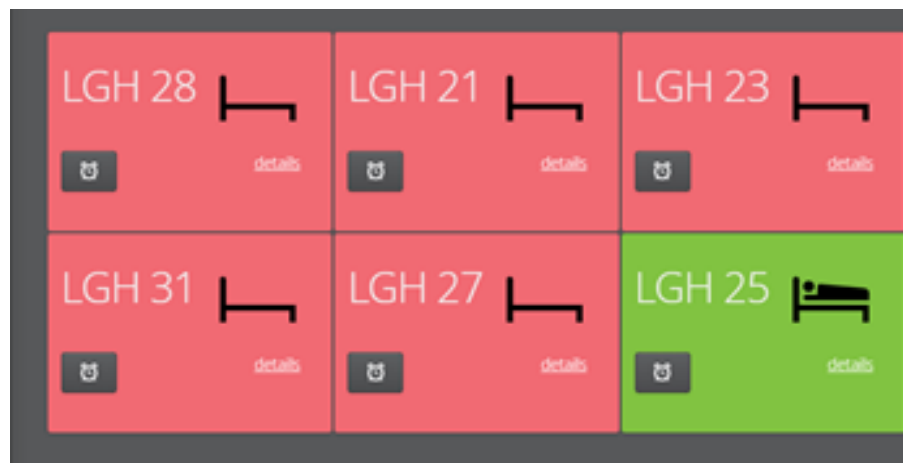 LGH 28
details
LGH 21
details
LGH 23
details
LGH 31
details
LGH 27
details
LGH 25
details